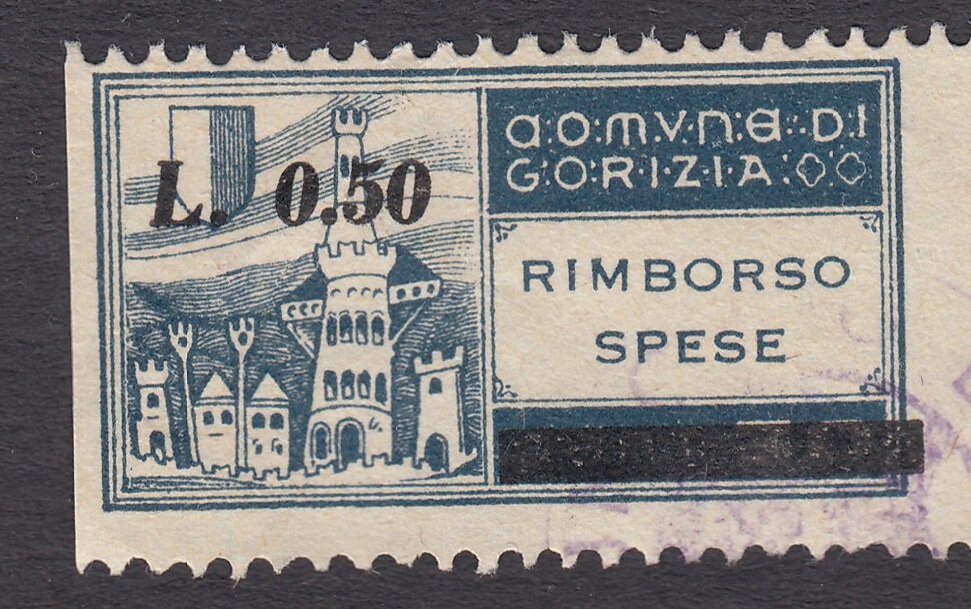 L. 0.50
COMVNE DI
GORIZIA
RIMBORSO
SPESE